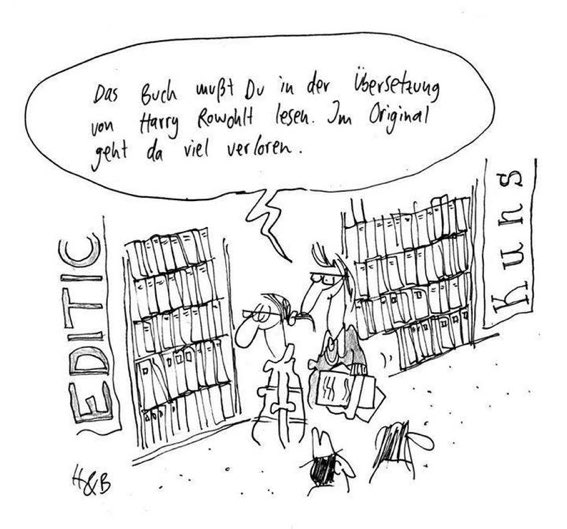 Das Buch mußt Du in der Übersetzung
von Harry Rowohlt lesen. Im Original
geht da viel verloren.
EDITIC
Kuns
H&B